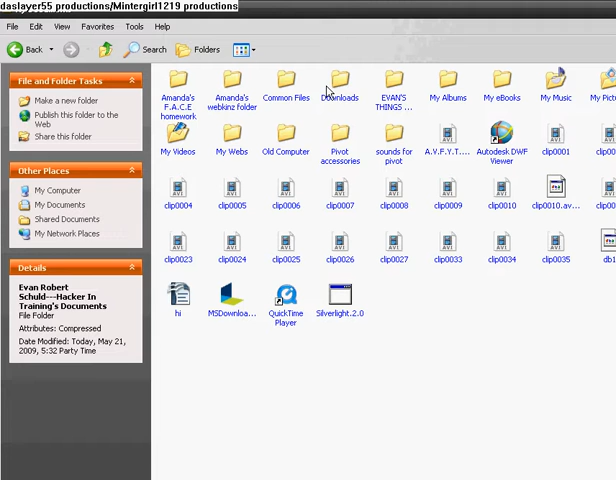 daslayer55 productions/Mintergirl1219 productions
File Edit View Favorites Tools Help
Back Search Folders
File and Folder Tasks
Make a new folder
Publish this folder to the
Web
Share this folder
Other Places
My Computer
My Documents
Shared Documents
My Network Places
Details
Evan Robert
Schuld---Hacker In
Training's Documents
File Folder
Attributes: Compressed
Date Modified: Today, May 21,
2009, 5:32 Party Time
Amanda's
F.A.C.E
homework
Amanda's
webkinz folder
Common Files
Downloads
EVAN'S
THINGS ...
My Albums
My eBooks
My Music
My Pic
My Videos
My Webs
Old Computer
Pivot
accessories
sounds for
pivot
A.V.F.Y.T....
Autodesk DWF
Viewer
clip0001
clip0004
clip0005
clip0006
clip0007
clip0008
clip0009
clip0010
clip0010.av...
clip0023
clip0024
clip0025
clip0026
clip0027
clip0033
clip0034
clip0035
db1
hi
MSDownloa...
QuickTime
Player
Silverlight.2.0